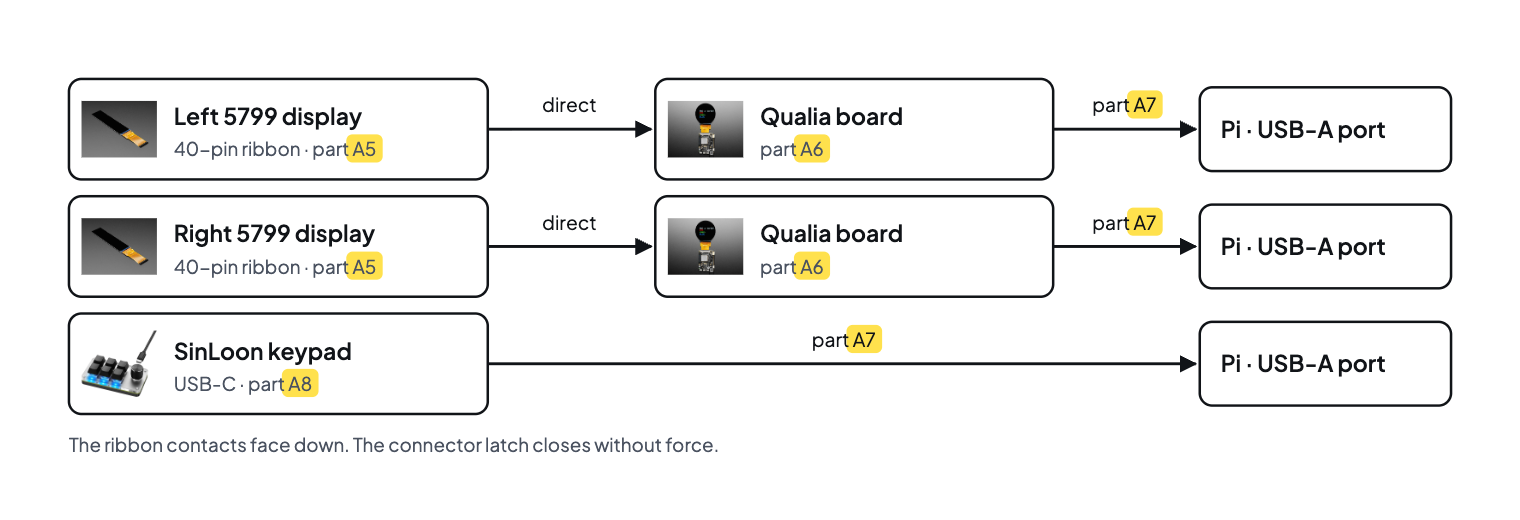 Left 5799 display
40-pin ribbon · part A5
direct
Qualia board
part A6
part A7
Pi · USB-A port
Right 5799 display
40-pin ribbon · part A5
direct
Qualia board
part A6
part A7
Pi · USB-A port
SinLoon keypad
USB-C · part A8
part A7
Pi · USB-A port
The ribbon contacts face down. The connector latch closes without force.